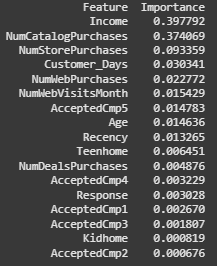 Feature Importance
Income 0.397792
NumCatalogPurchases 0.374069
NumStorePurchases 0.093359
Customer_Days 0.030341
NumWebPurchases 0.022772
NumWebVisitsMonth 0.015429
AcceptedCmp5 0.014783
Age 0.014636
Recency 0.013265
Teenhome 0.006451
NumDealsPurchases 0.004876
AcceptedCmp4 0.003229
Response 0.003028
AcceptedCmp1 0.002670
AcceptedCmp3 0.001807
Kidhome 0.000819
AcceptedCmp2 0.000676